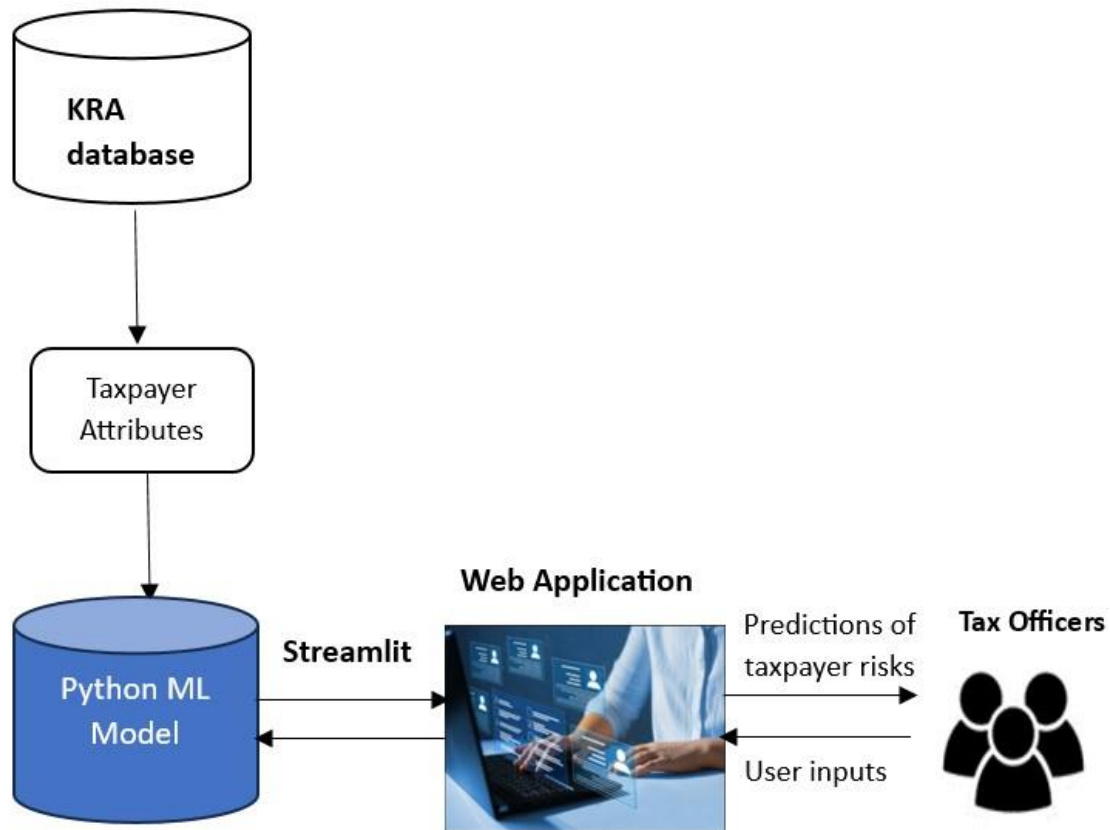 KRA
database
Taxpayer
Attributes
Python ML
Model
Streamlit
Web Application
Predictions of
taxpayer risks
User inputs
Tax Officers